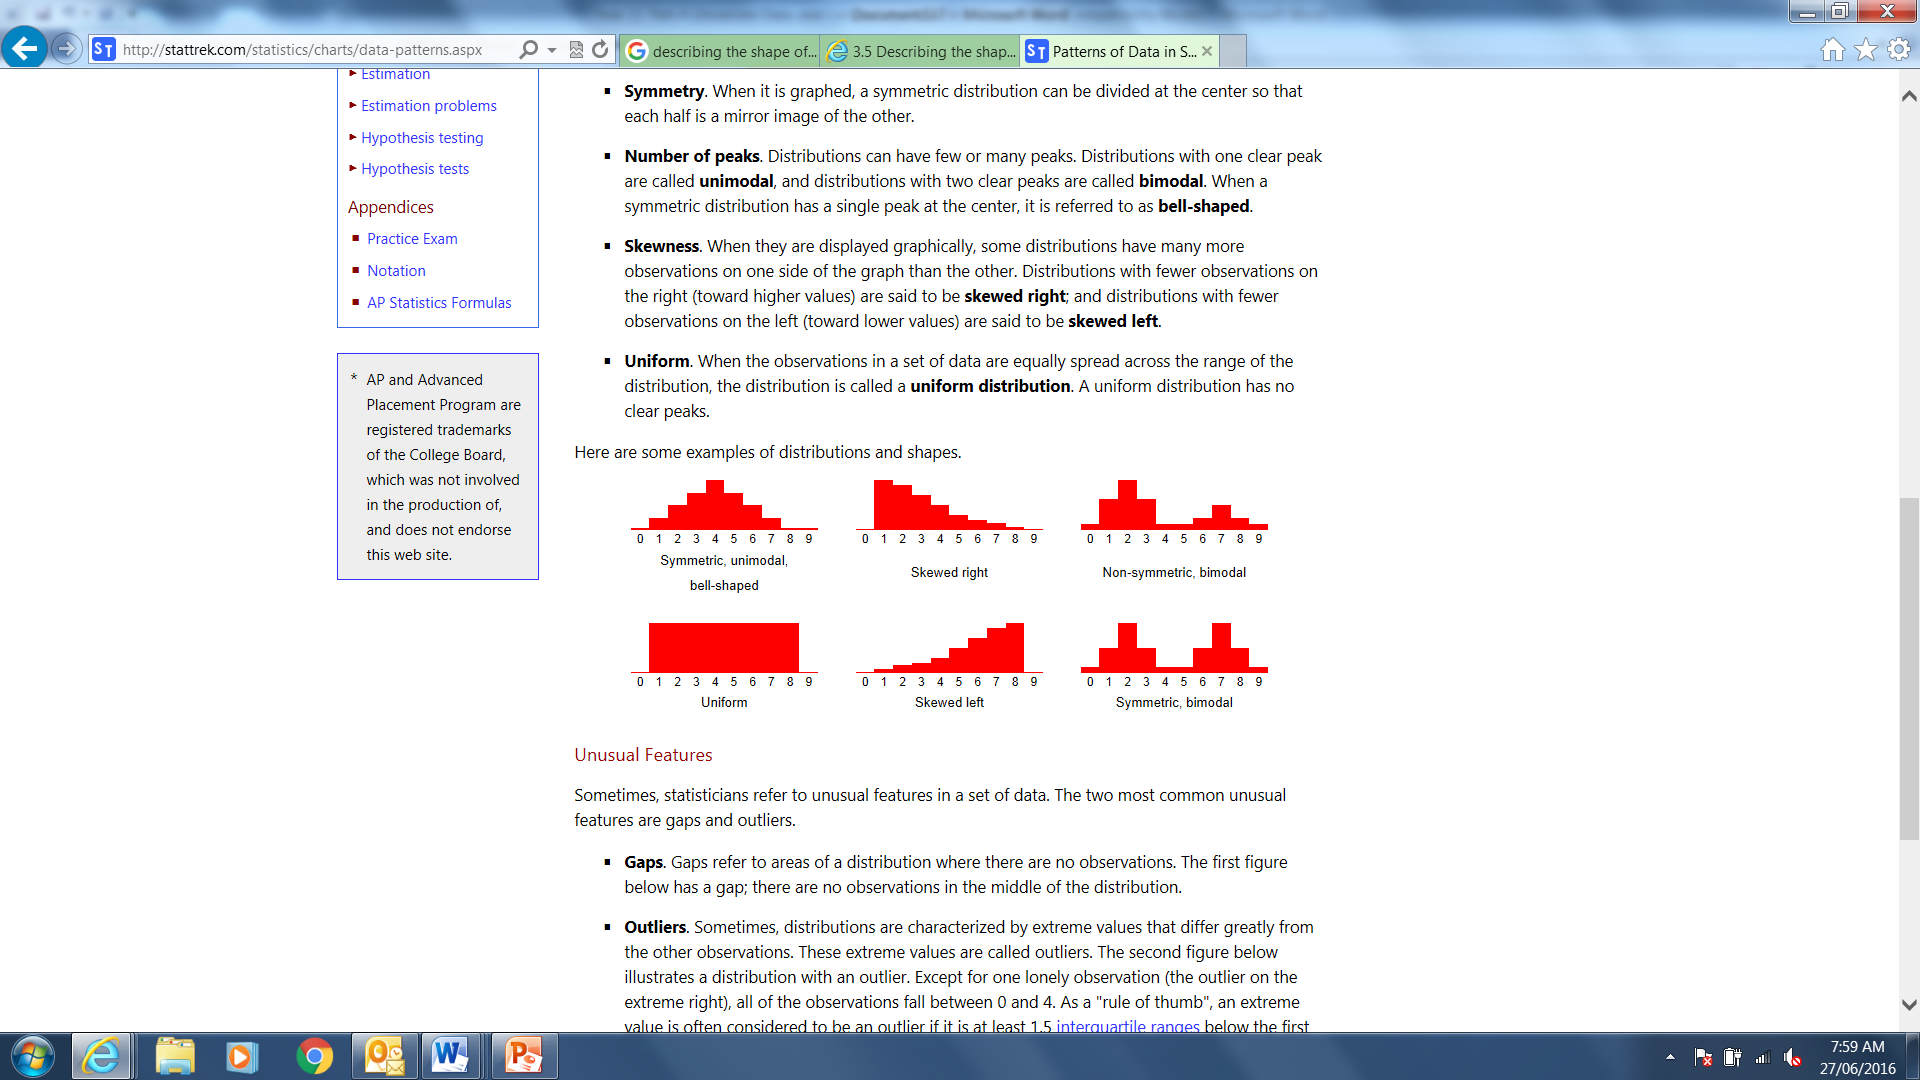 http://stattrek.com/statistics/charts/data-patterns.aspx
describing the shape of...
3.5 Describing the shap...
Patterns of Data in S...
Estimation
Estimation problems
Hypothesis testing
Hypothesis tests
Appendices
Practice Exam
Notation
AP Statistics Formulas
* AP and Advanced
Placement Program are
registered trademarks
of the College Board,
which was not involved
in the production of,
and does not endorse
this web site.
Symmetry. When it is graphed, a symmetric distribution can be divided at the center so that
each half is a mirror image of the other.
Number of peaks. Distributions can have few or many peaks. Distributions with one clear peak
are called unimodal, and distributions with two clear peaks are called bimodal. When a
symmetric distribution has a single peak at the center, it is referred to as bell-shaped.
Skewness. When they are displayed graphically, some distributions have many more
observations on one side of the graph than the other. Distributions with fewer observations on
the right (toward higher values) are said to be skewed right; and distributions with fewer
observations on the left (toward lower values) are said to be skewed left.
Uniform. When the observations in a set of data are equally spread across the range of the
distribution, the distribution is called a uniform distribution. A uniform distribution has no
clear peaks.
Here are some examples of distributions and shapes.
0 1 2 3 4 5 6 7 8 9
Symmetric, unimodal,
bell-shaped
0 1 2 3 4 5 6 7 8 9
Skewed right
0 1 2 3 4 5 6 7 8 9
Non-symmetric, bimodal
0 1 2 3 4 5 6 7 8 9
Uniform
0 1 2 3 4 5 6 7 8 9
Skewed left
0 1 2 3 4 5 6 7 8 9
Symmetric, bimodal
Unusual Features
Sometimes, statisticians refer to unusual features in a set of data. The two most common unusual
features are gaps and outliers.
Gaps. Gaps refer to areas of a distribution where there are no observations. The first figure
below has a gap; there are no observations in the middle of the distribution.
Outliers. Sometimes, distributions are characterized by extreme values that differ greatly from
the other observations. These extreme values are called outliers. The second figure below
illustrates a distribution with an outlier. Except for one lonely observation (the outlier on the
extreme right), all of the observations fall between 0 and 4. As a "rule of thumb", an extreme
value is often considered to be an outlier if it is at least 1.5 interquartile ranges below the first
7:59 AM
27/06/2016